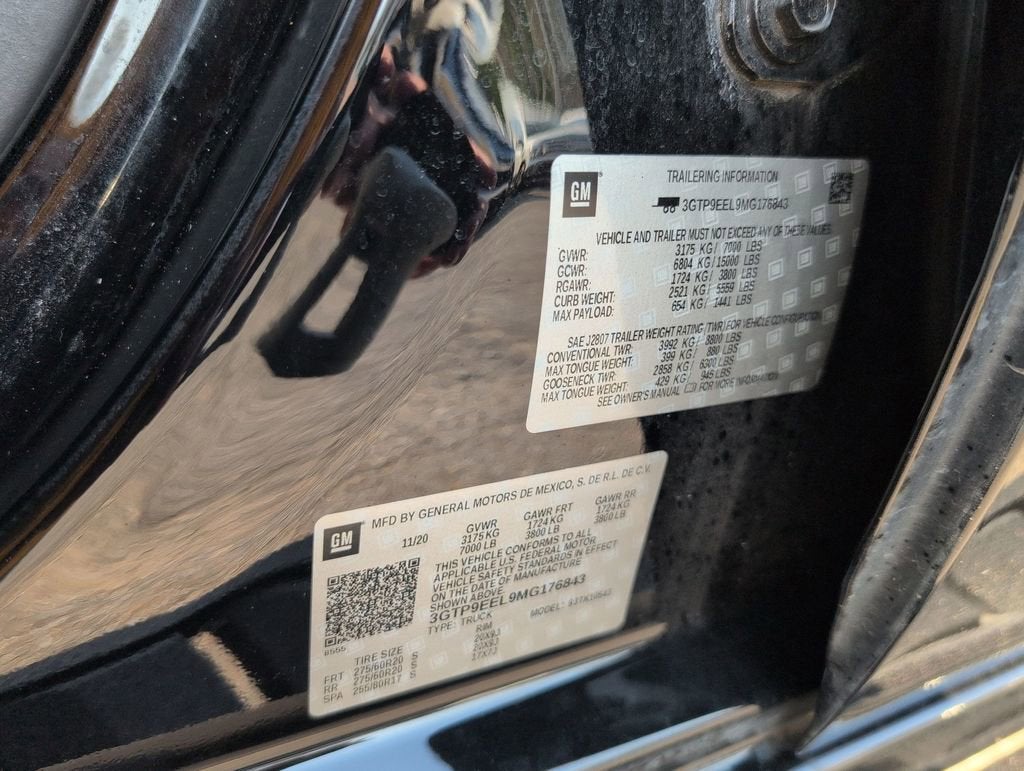 GM
TRAILERING INFORMATION
3GTP9EEL9MG176843
VEHICLE AND TRAILER MUST NOT EXCEED ANY OF THESE VALUES
GVWR: 3175 KG/ 7000 LBS
GCWR: 6804 KG/15000 LBS
RGAWR: 1724 KG/ 3800 LBS
CURB WEIGHT: 2521 KG/ 5559 LBS
MAX PAYLOAD: 654 KG/ 1441 LBS
SAE J2807 TRAILER WEIGHT RATING (TWR) FOR VEHICLE CONFIGURATION
CONVENTIONAL TWR: 3992 KG/ 8800 LBS
MAX TONGUE WEIGHT: 399 KG/ 880 LBS
GOOSENECK TWR: 2858 KG/ 6300 LBS
MAX TONGUE WEIGHT: 429 KG/ 945 LBS
SEE OWNER'S MANUAL FOR MORE INFORMATION
GM
MFD BY GENERAL MOTORS DE MEXICO, S. DE R.L. DE C.V.
11/20 GVWR GAWR FRT GAWR RR
3175 KG 1724 KG 1724 KG
7000 LB 3800 LB 3800 LB
THIS VEHICLE CONFORMS TO ALL
APPLICABLE U.S. FEDERAL MOTOR
VEHICLE SAFETY STANDARDS IN EFFECT
ON THE DATE OF MANUFACTURE
SHOWN ABOVE
3GTP9EEL9MG176843
TYPE: TRUCK MODEL:
8555
TIRE SIZE RIM
FRT 275/60R20 S 20X9J
RR 275/60R20 S 20X9J
SPA 255/80R17 S 17X7J